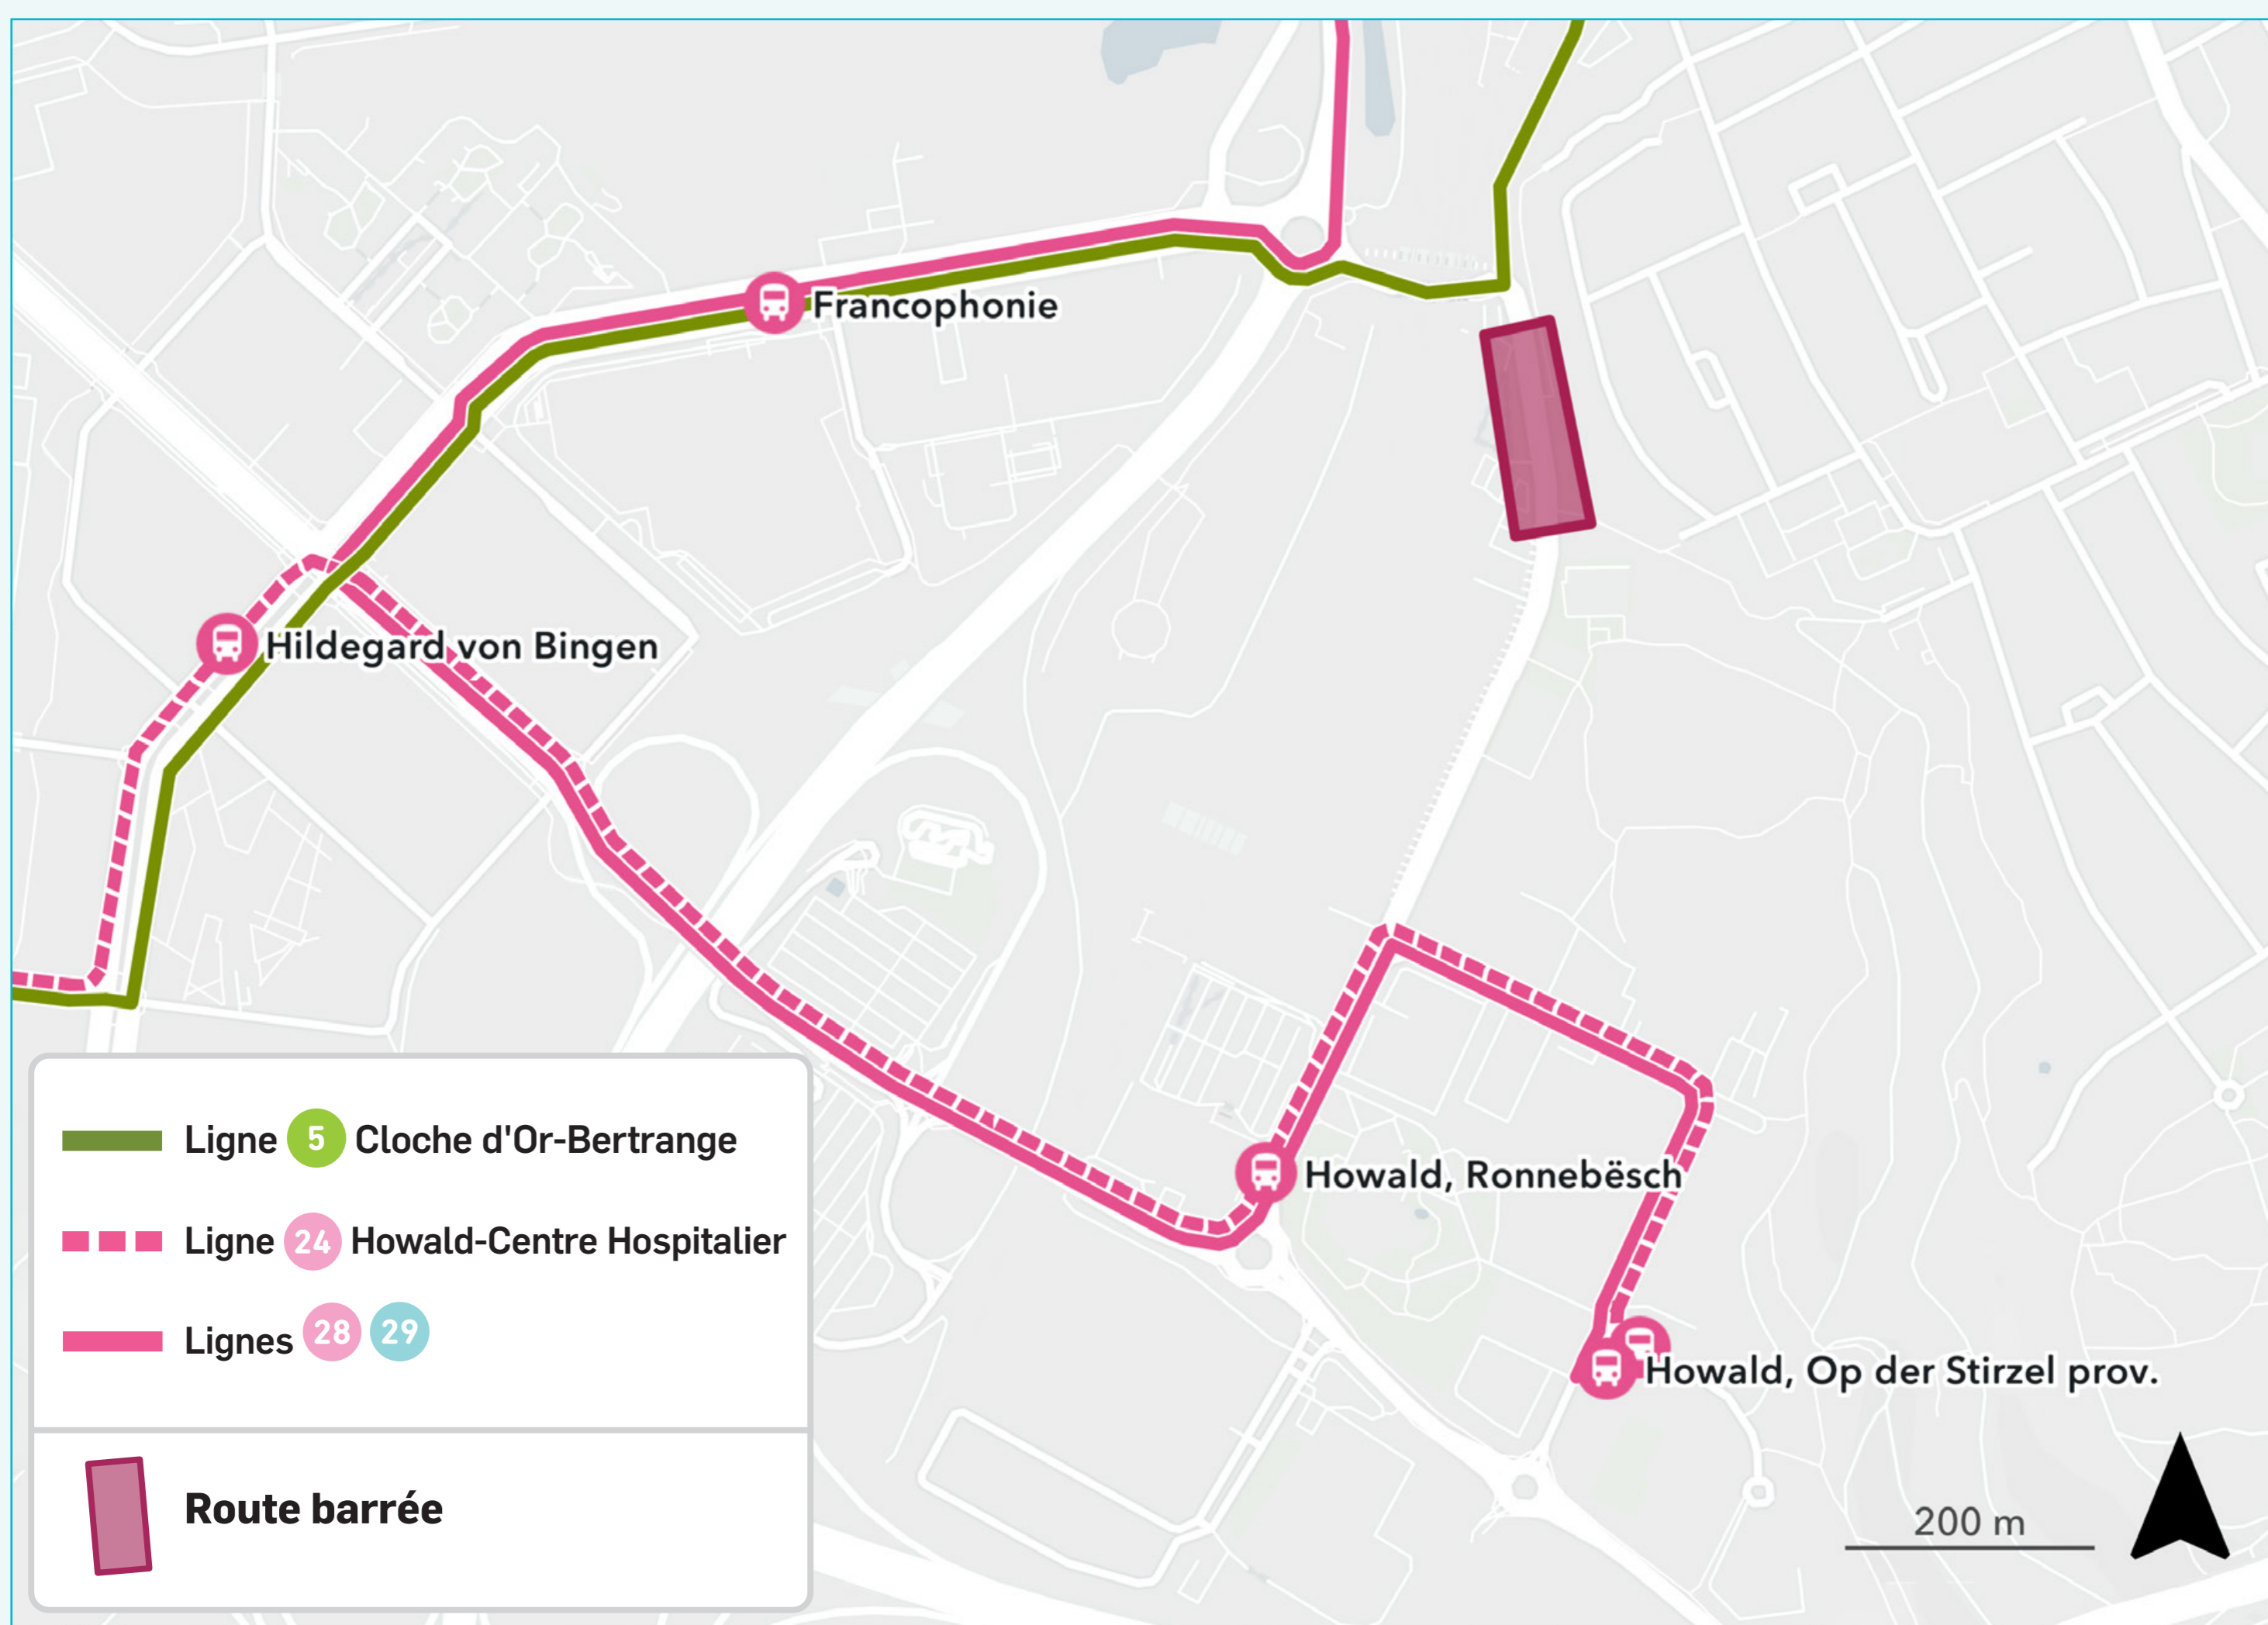 Francophonie
Hildegard von Bingen
Howald, Ronnebësch
Howald, Op der Stirzel prov.
Ligne 5 Cloche d'Or-Bertrange
Ligne 24 Howald-Centre Hospitalier
Lignes 28 29
Route barrée
200 m